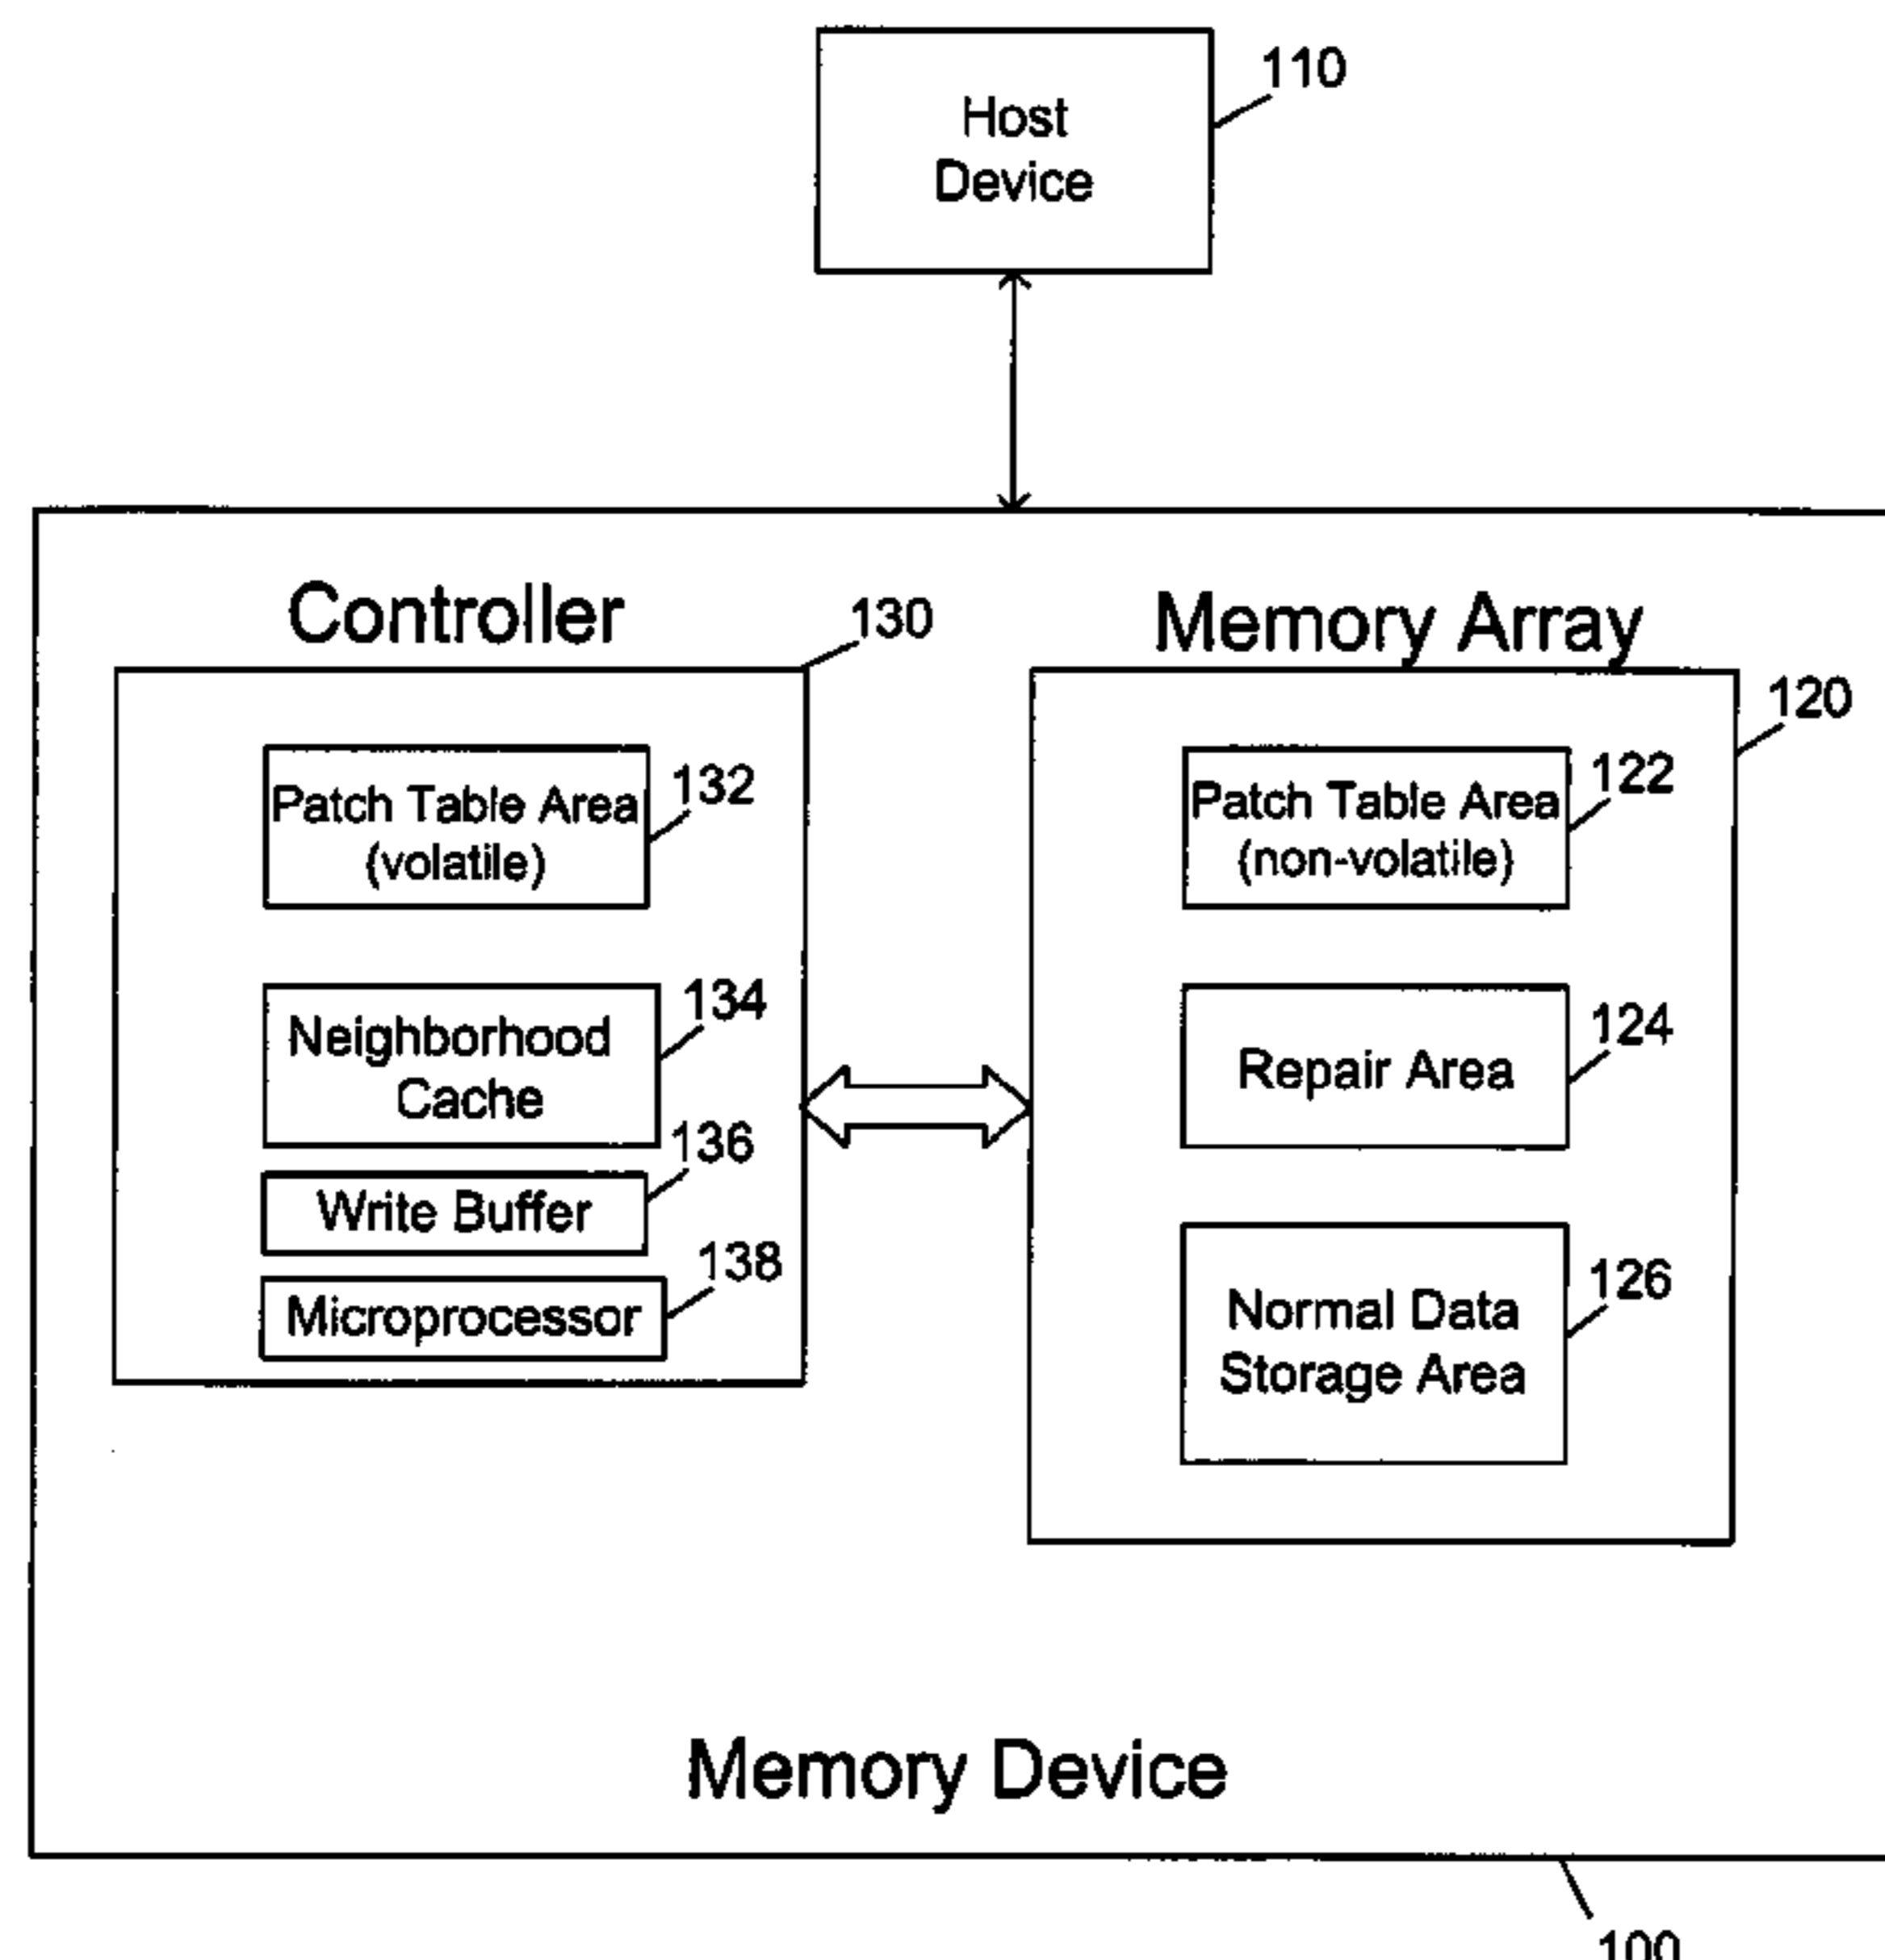 110
Host
Device
Controller
130
Memory Array
120
Patch Table Area
(volatile)
132
Patch Table Area
(non-volatile)
122
Neighborhood
Cache
134
Repair Area
124
Write Buffer
136
Microprocessor
138
Normal Data
Storage Area
126
Memory Device
100